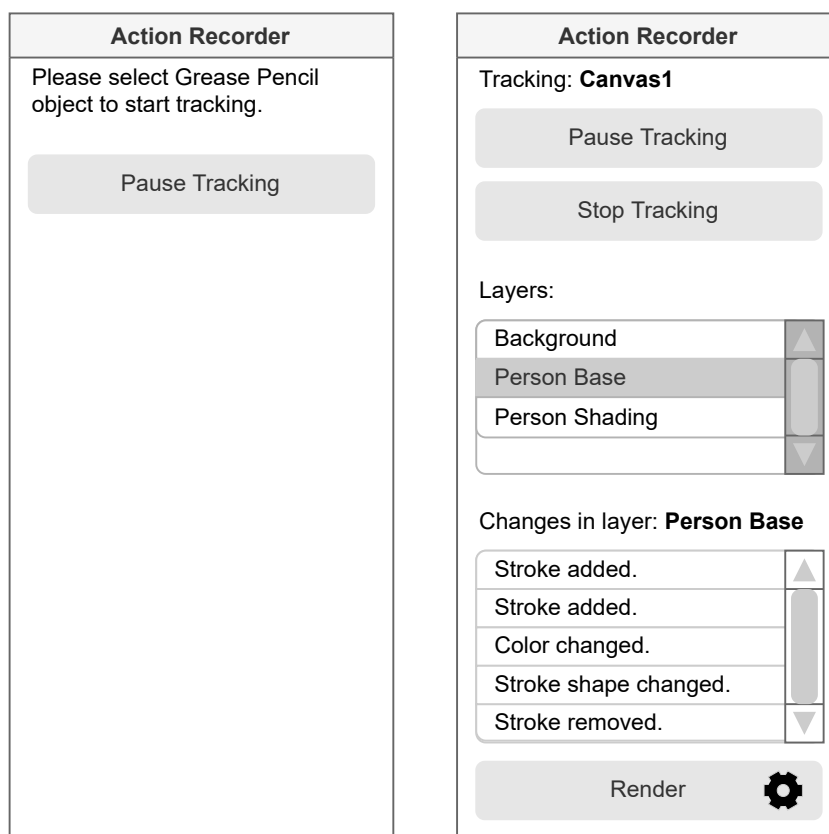 Action Recorder
Please select Grease Pencil
object to start tracking.
Pause Tracking
Action Recorder
Tracking: Canvas1
Pause Tracking
Stop Tracking
Layers:
Background
Person Base
Person Shading
Changes in layer: Person Base
Stroke added.
Stroke added.
Color changed.
Stroke shape changed.
Stroke removed.
Render